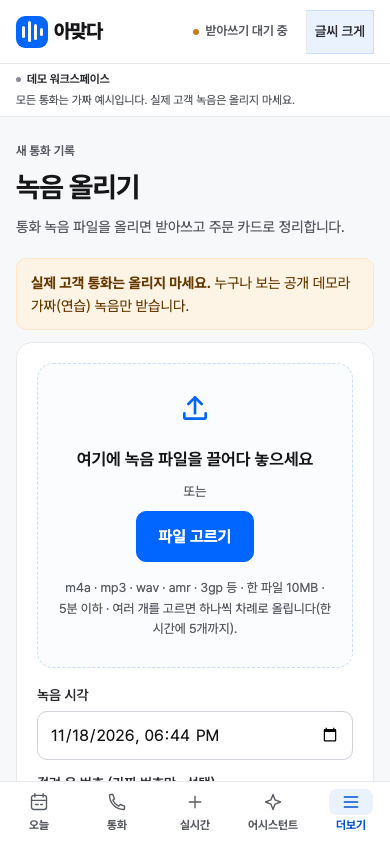 아맞다
받아쓰기 대기 중
글씨 크게
데모 워크스페이스
모든 통화는 가짜 예시입니다. 실제 고객 녹음은 올리지 마세요.
새 통화 기록
녹음 올리기
통화 녹음 파일을 올리면 받아쓰고 주문 카드로 정리합니다.
실제 고객 통화는 올리지 마세요. 누구나 보는 공개 데모라
가짜(연습) 녹음만 받습니다.
여기에 녹음 파일을 끌어다 놓으세요
또는
파일 고르기
m4a · mp3 · wav · amr · 3gp 등 · 한 파일 10MB ·
5분 이하 · 여러 개를 고르면 하나씩 차례로 올립니다(한
시간에 5개까지).
녹음 시각
11/18/2026, 06:44 PM
오늘
통화
실시간
어시스턴트
더보기